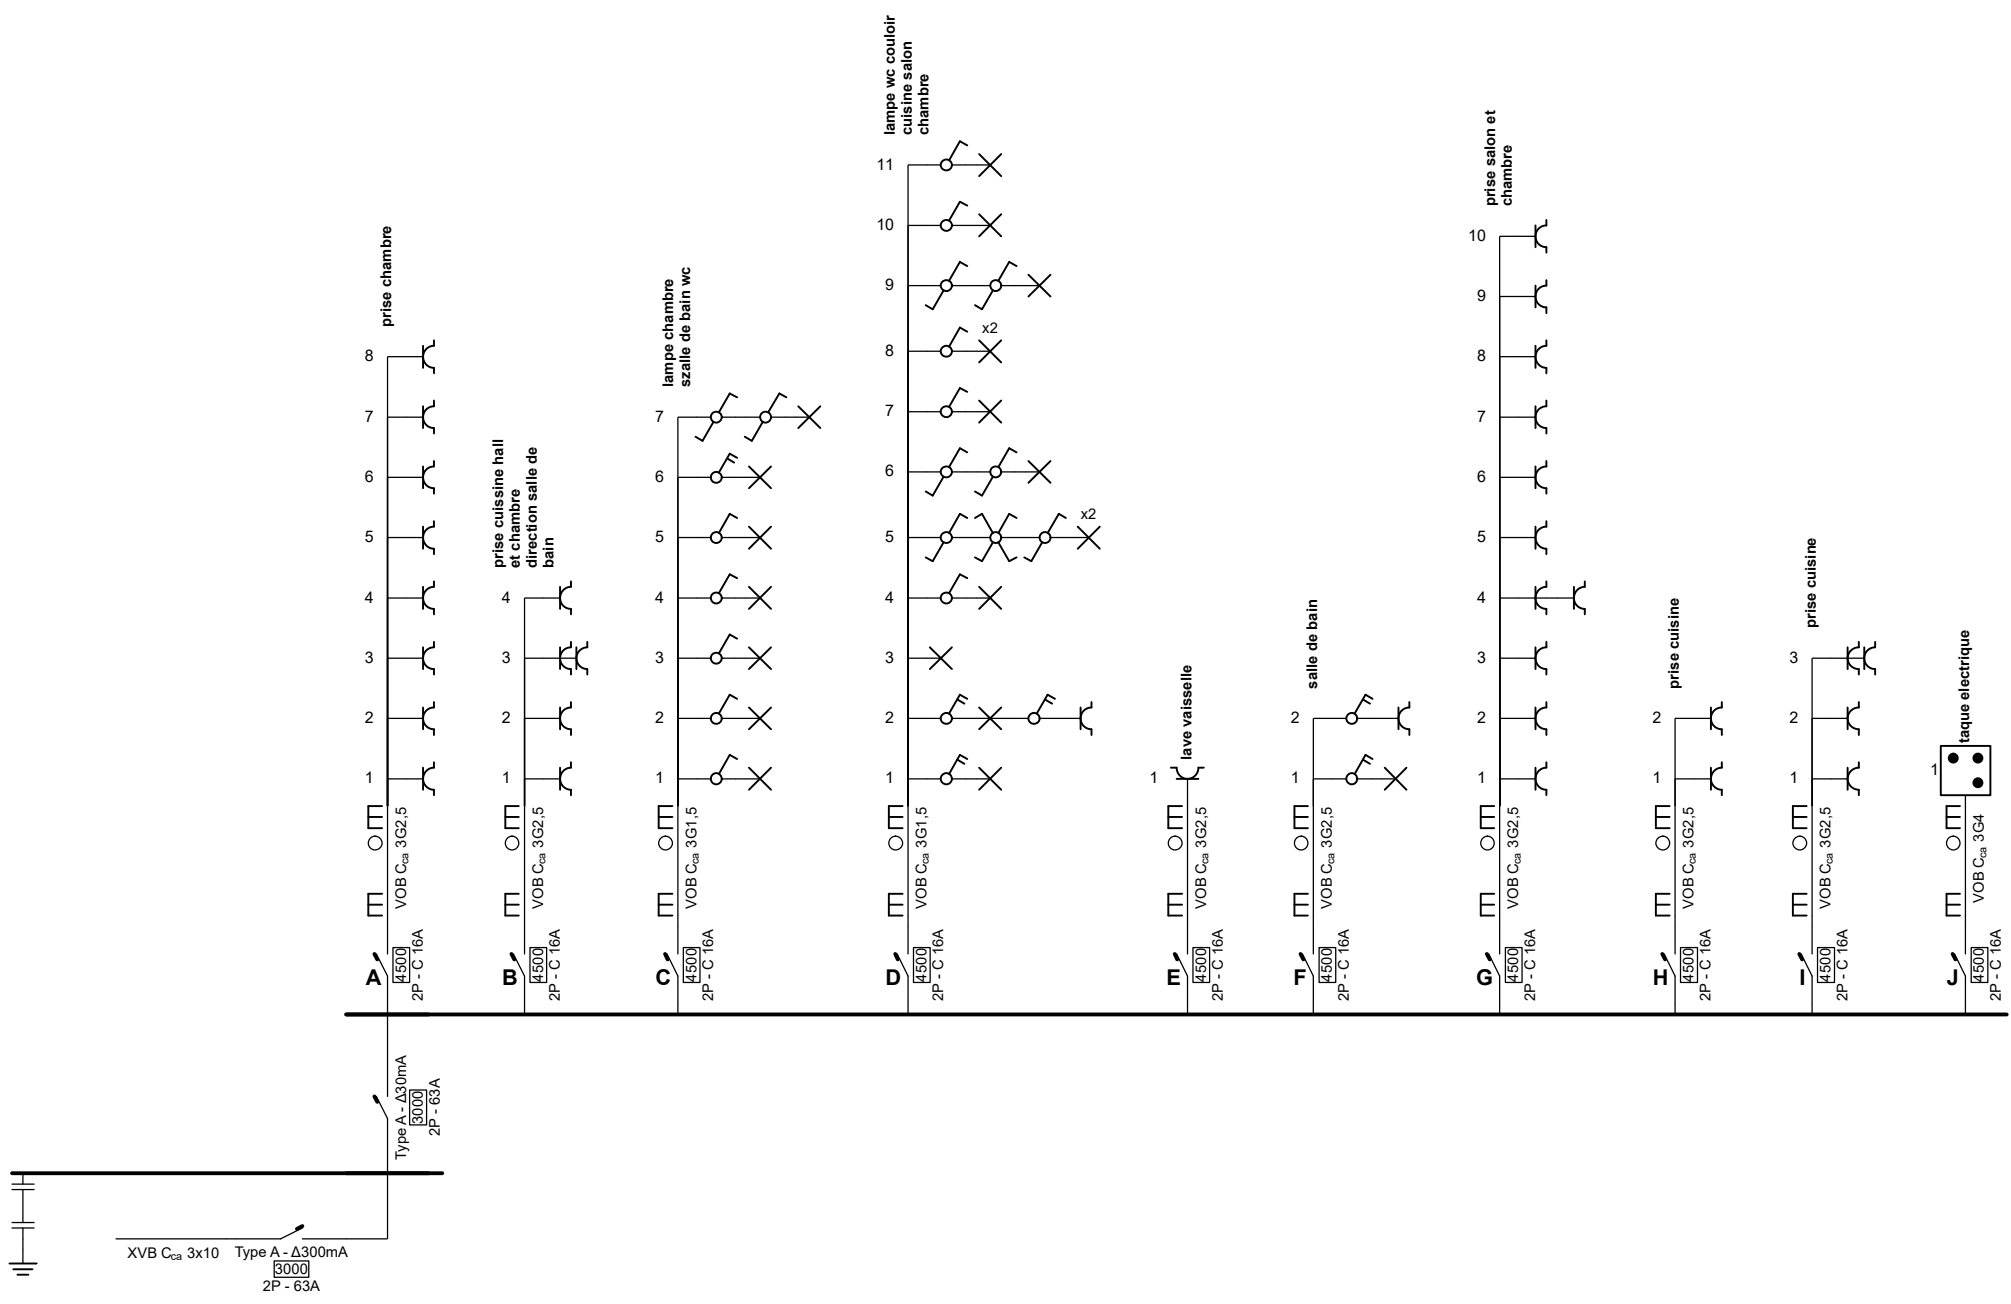 lampe wc couloir
cuisine salon
chambre
11
10
9
8
x2
7
6
5
x2
4
3
2
1
prise chambre
8
7
6
5
4
3
2
1
prise cuissine hall
et chambre
direction salle de
bain
4
3
2
1
lampe chambre
szalle de bain wc
7
6
5
4
3
2
1
lave vaisselle
1
salle de bain
2
1
prise salon et
chambre
10
9
8
7
6
5
4
3
2
1
prise cuisine
2
1
prise cuisine
3
2
1
taque electrique
1
VOB Cca 3G2,5
VOB Cca 3G2,5
VOB Cca 3G1,5
VOB Cca 3G1,5
VOB Cca 3G2,5
VOB Cca 3G2,5
VOB Cca 3G2,5
VOB Cca 3G2,5
VOB Cca 3G2,5
VOB Cca 3G4
A
4500
2P - C 16A
B
4500
2P - C 16A
C
4500
2P - C 16A
D
4500
2P - C 16A
E
4500
2P - C 16A
F
4500
2P - C 16A
G
4500
2P - C 16A
H
4500
2P - C 16A
I
4500
2P - C 16A
J
4500
2P - C 16A
Type A - Δ30mA
3000
2P - 63A
XVB Cca 3x10
Type A - Δ300mA
3000
2P - 63A